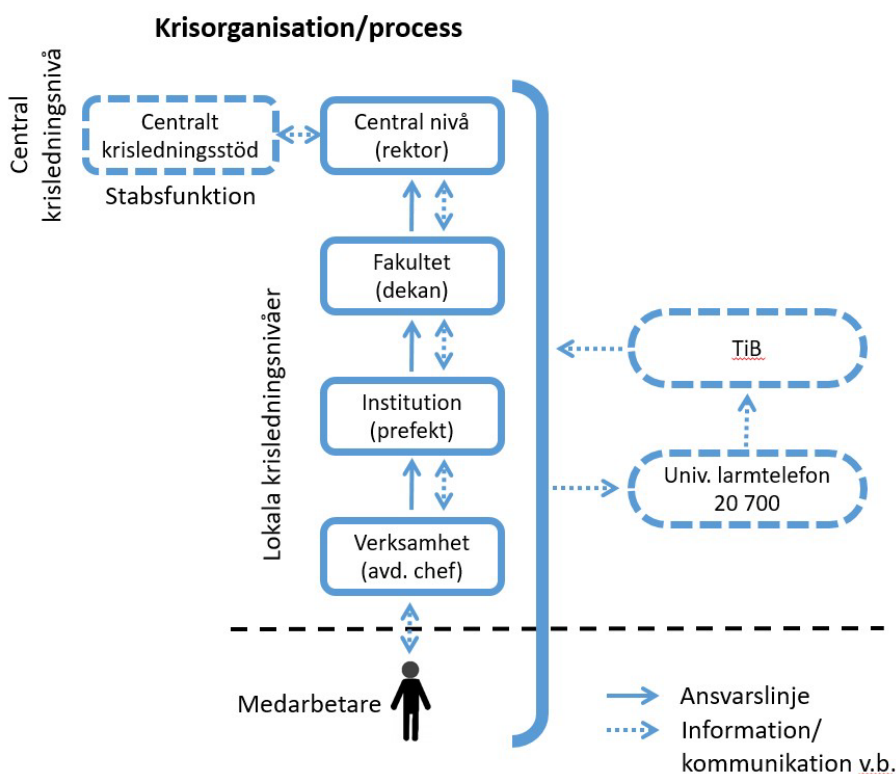 Krisorganisation/process
Central
krisledningsnivå
Centralt
krisledningsstöd
Stabsfunktion
Central nivå
(rektor)
Fakultet
(dekan)
Lokala krisledningsnivåer
Institution
(prefekt)
Verksamhet
(avd. chef)
TiB
Univ. larmtelefon
20 700
Medarbetare
Ansvarslinje
Information/
kommunikation v.b.